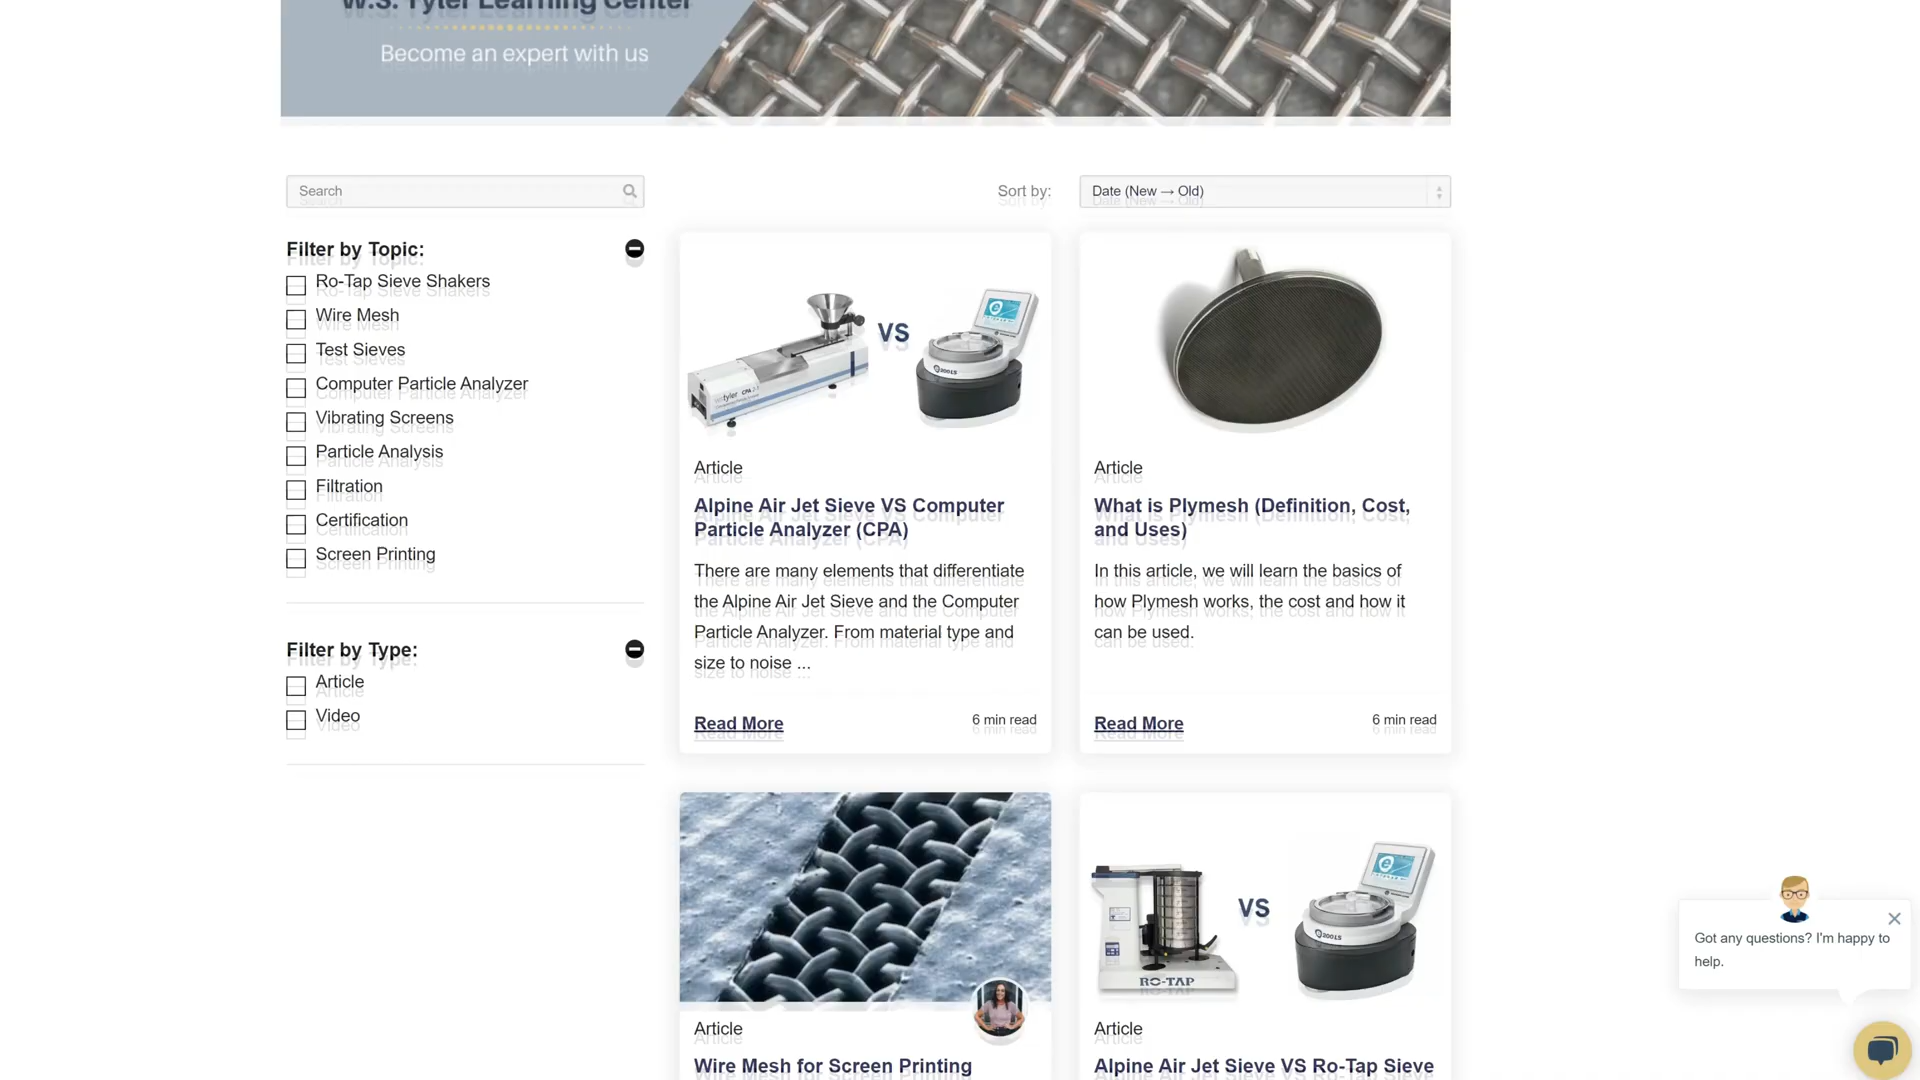 W.S. Tyler Learning Center
Become an expert with us
Search
Sort by:
Date (New → Old)
Filter by Topic:
Ro-Tap Sieve Shakers
Wire Mesh
Test Sieves
Computer Particle Analyzer
Vibrating Screens
Particle Analysis
Filtration
Certification
Screen Printing
Filter by Type:
Article
Video
VS
Article
Alpine Air Jet Sieve VS Computer
Particle Analyzer (CPA)
There are many elements that differentiate
the Alpine Air Jet Sieve and the Computer
Particle Analyzer. From material type and
size to noise ...
Read More
6 min read
Article
What is Plymesh (Definition, Cost,
and Uses)
In this article, we will learn the basics of
how Plymesh works, the cost and how it
can be used.
Read More
6 min read
Article
Wire Mesh for Screen Printing
VS
RO-TAP
Article
Alpine Air Jet Sieve VS Ro-Tap Sieve
Got any questions? I'm happy to
help.